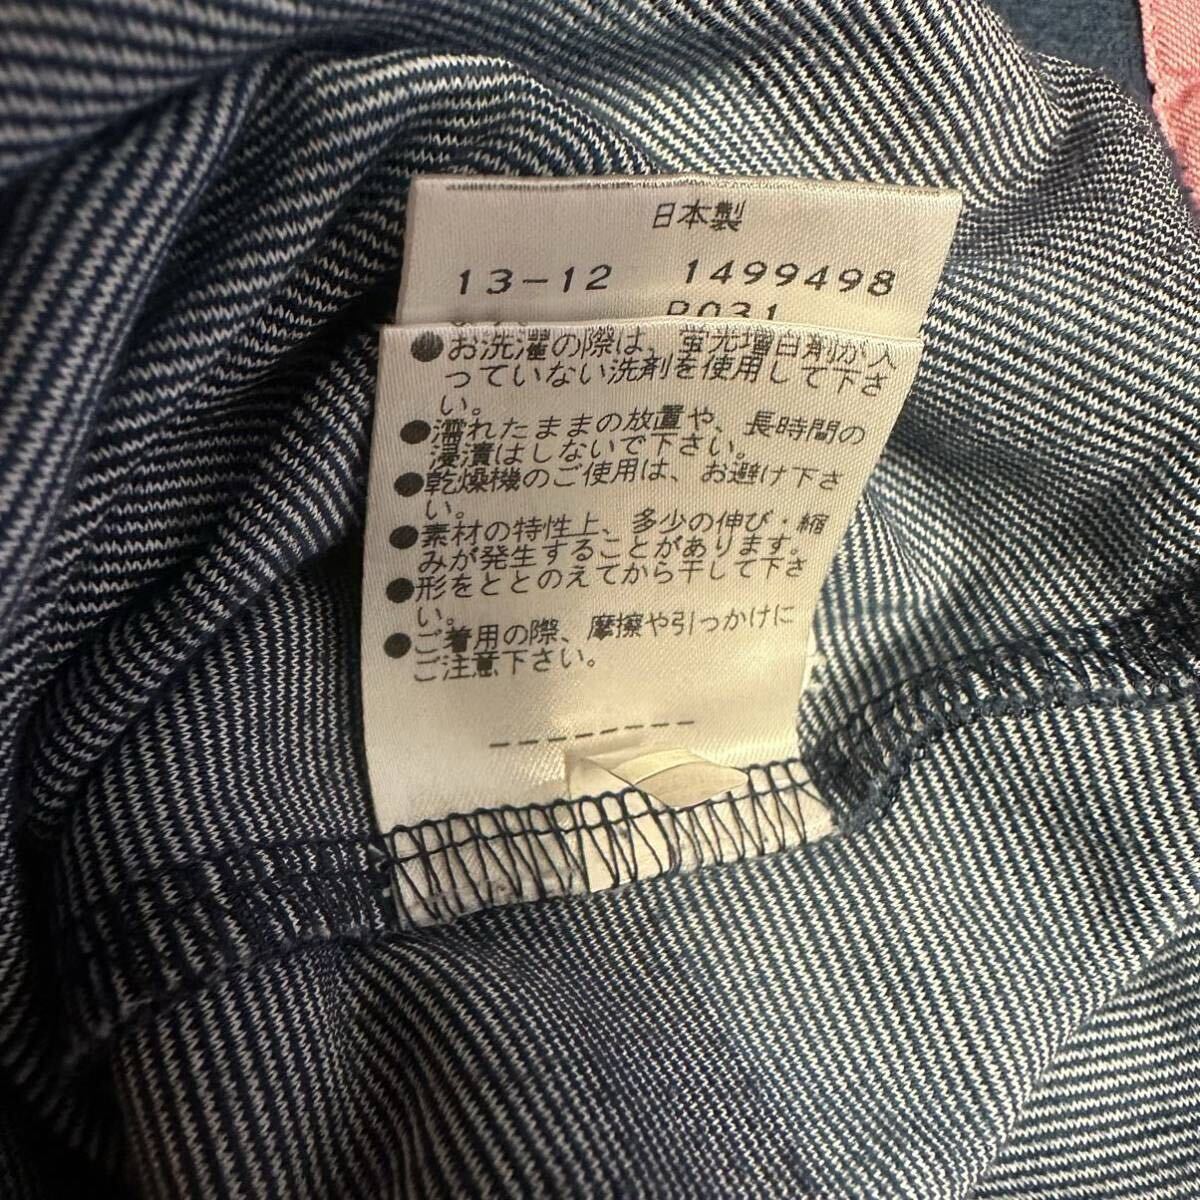 日本製
13-12 1499498
R031
●お洗濯の際は、蛍光増白剤が入
っていない洗剤を使用して下さ
い。
●濡れたままの放置や、長時間の
浸漬はしないで下さい。
●乾燥機のご使用は、お避け下さ
い。
●素材の特性上、多少の伸び・縮
みが発生することがあります。
●形をととのえてから干して下さ
い。
●ご着用の際、摩擦や引っかけに
ご注意下さい。
--------